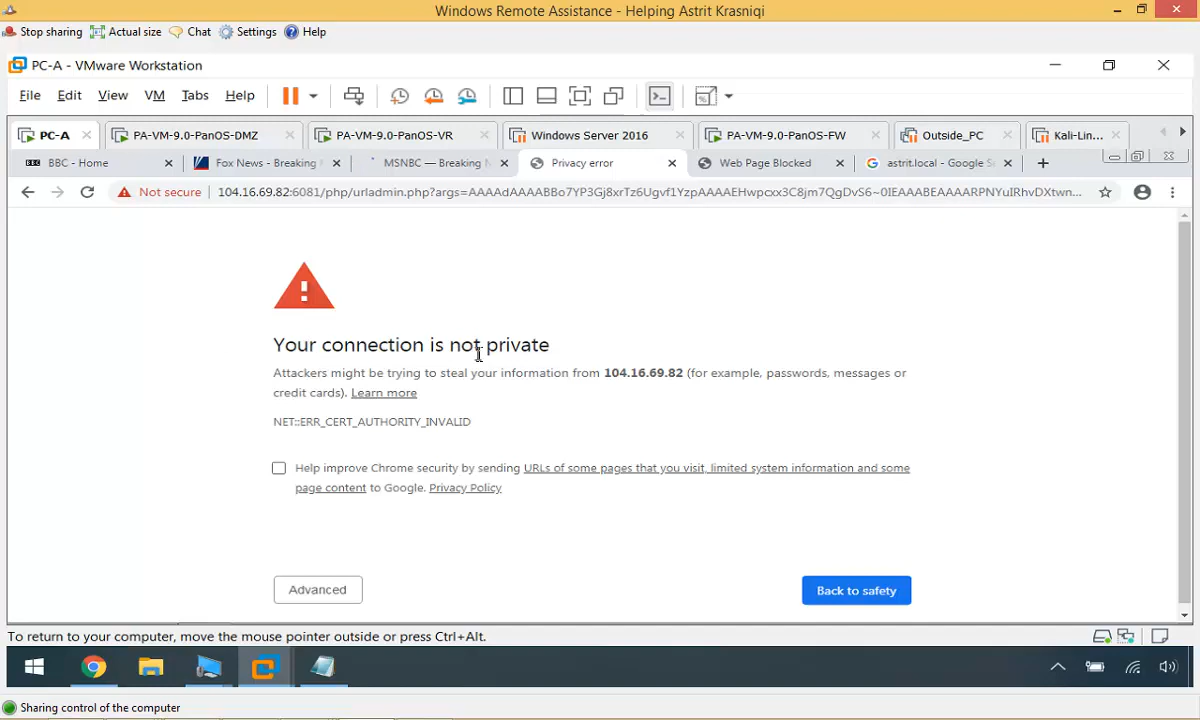 Windows Remote Assistance - Helping Astrit Krasniqi
Stop sharing Actual size Chat Settings Help
PC-A - VMware Workstation
File Edit View VM Tabs Help
PC-A PA-VM-9.0-PanOS-DMZ PA-VM-9.0-PanOS-VR Windows Server 2016 PA-VM-9.0-PanOS-FW Outside_PC Kali-Lin...
BBC - Home Fox News - Breaking MSNBC — Breaking N Privacy error Web Page Blocked astrit.local - Google Se
Not secure 104.16.69.82:6081/php/urladmin.php?args=
Your connection is not private
Attackers might be trying to steal your information from 104.16.69.82 (for example, passwords, messages or
credit cards). Learn more
NET::ERR_CERT_AUTHORITY_INVALID
Help improve Chrome security by sending URLs of some pages that you visit, limited system information and some
page content to Google. Privacy Policy
Advanced Back to safety
To return to your computer, move the mouse pointer outside or press Ctrl+Alt.
Sharing control of the computer